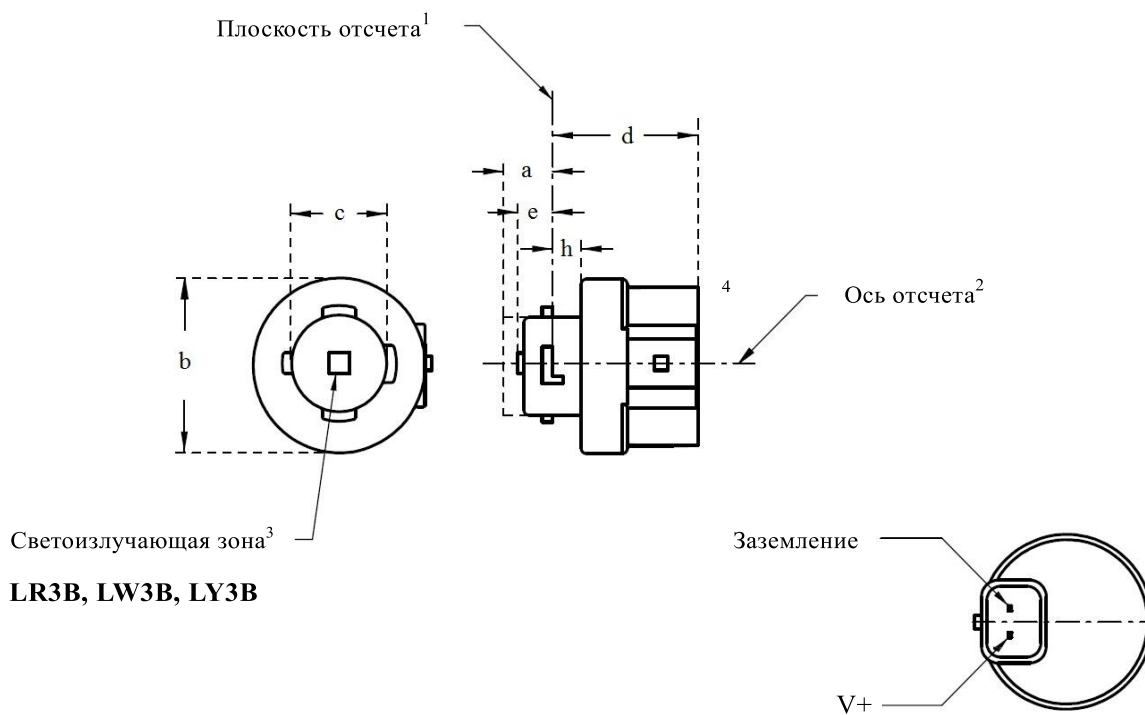 Плоскость отсчета¹
d
a
c
e
h
4
Ось отсчета²
b
Светоизлучающая зона³
Заземление
LR3B, LW3B, LY3B
V+